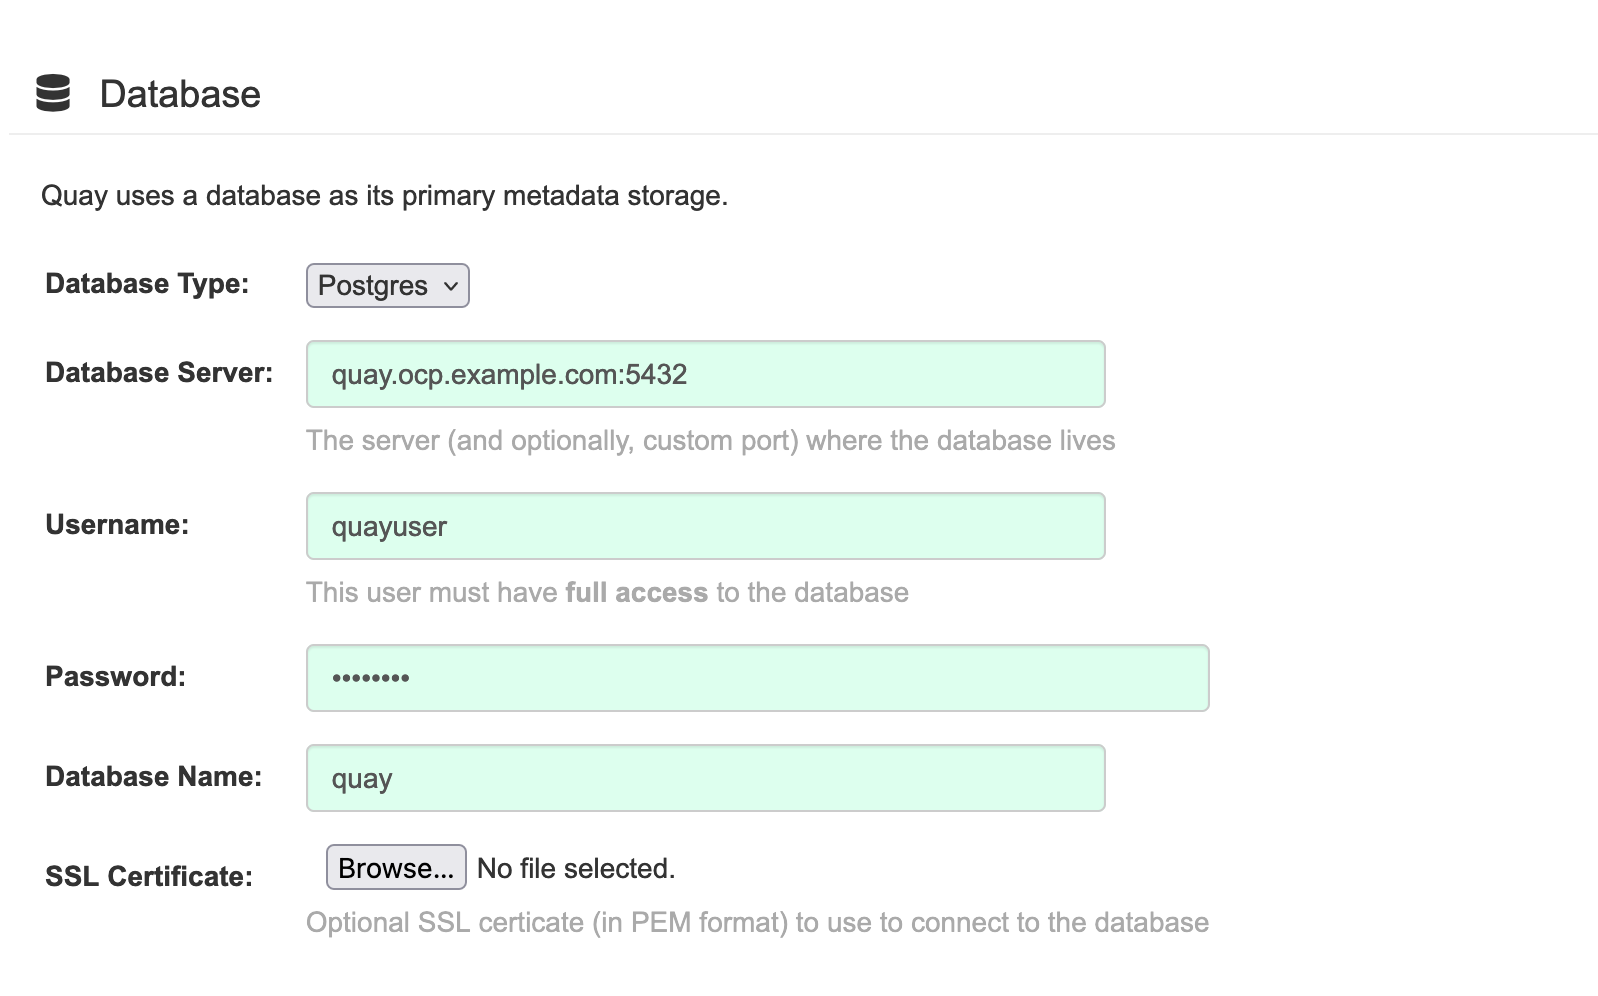 Database
Quay uses a database as its primary metadata storage.
Database Type: Postgres
Database Server: quay.ocp.example.com:5432
The server (and optionally, custom port) where the database lives
Username: quayuser
This user must have full access to the database
Password: ••••••••
Database Name: quay
SSL Certificate: Browse... No file selected.
Optional SSL certicate (in PEM format) to use to connect to the database